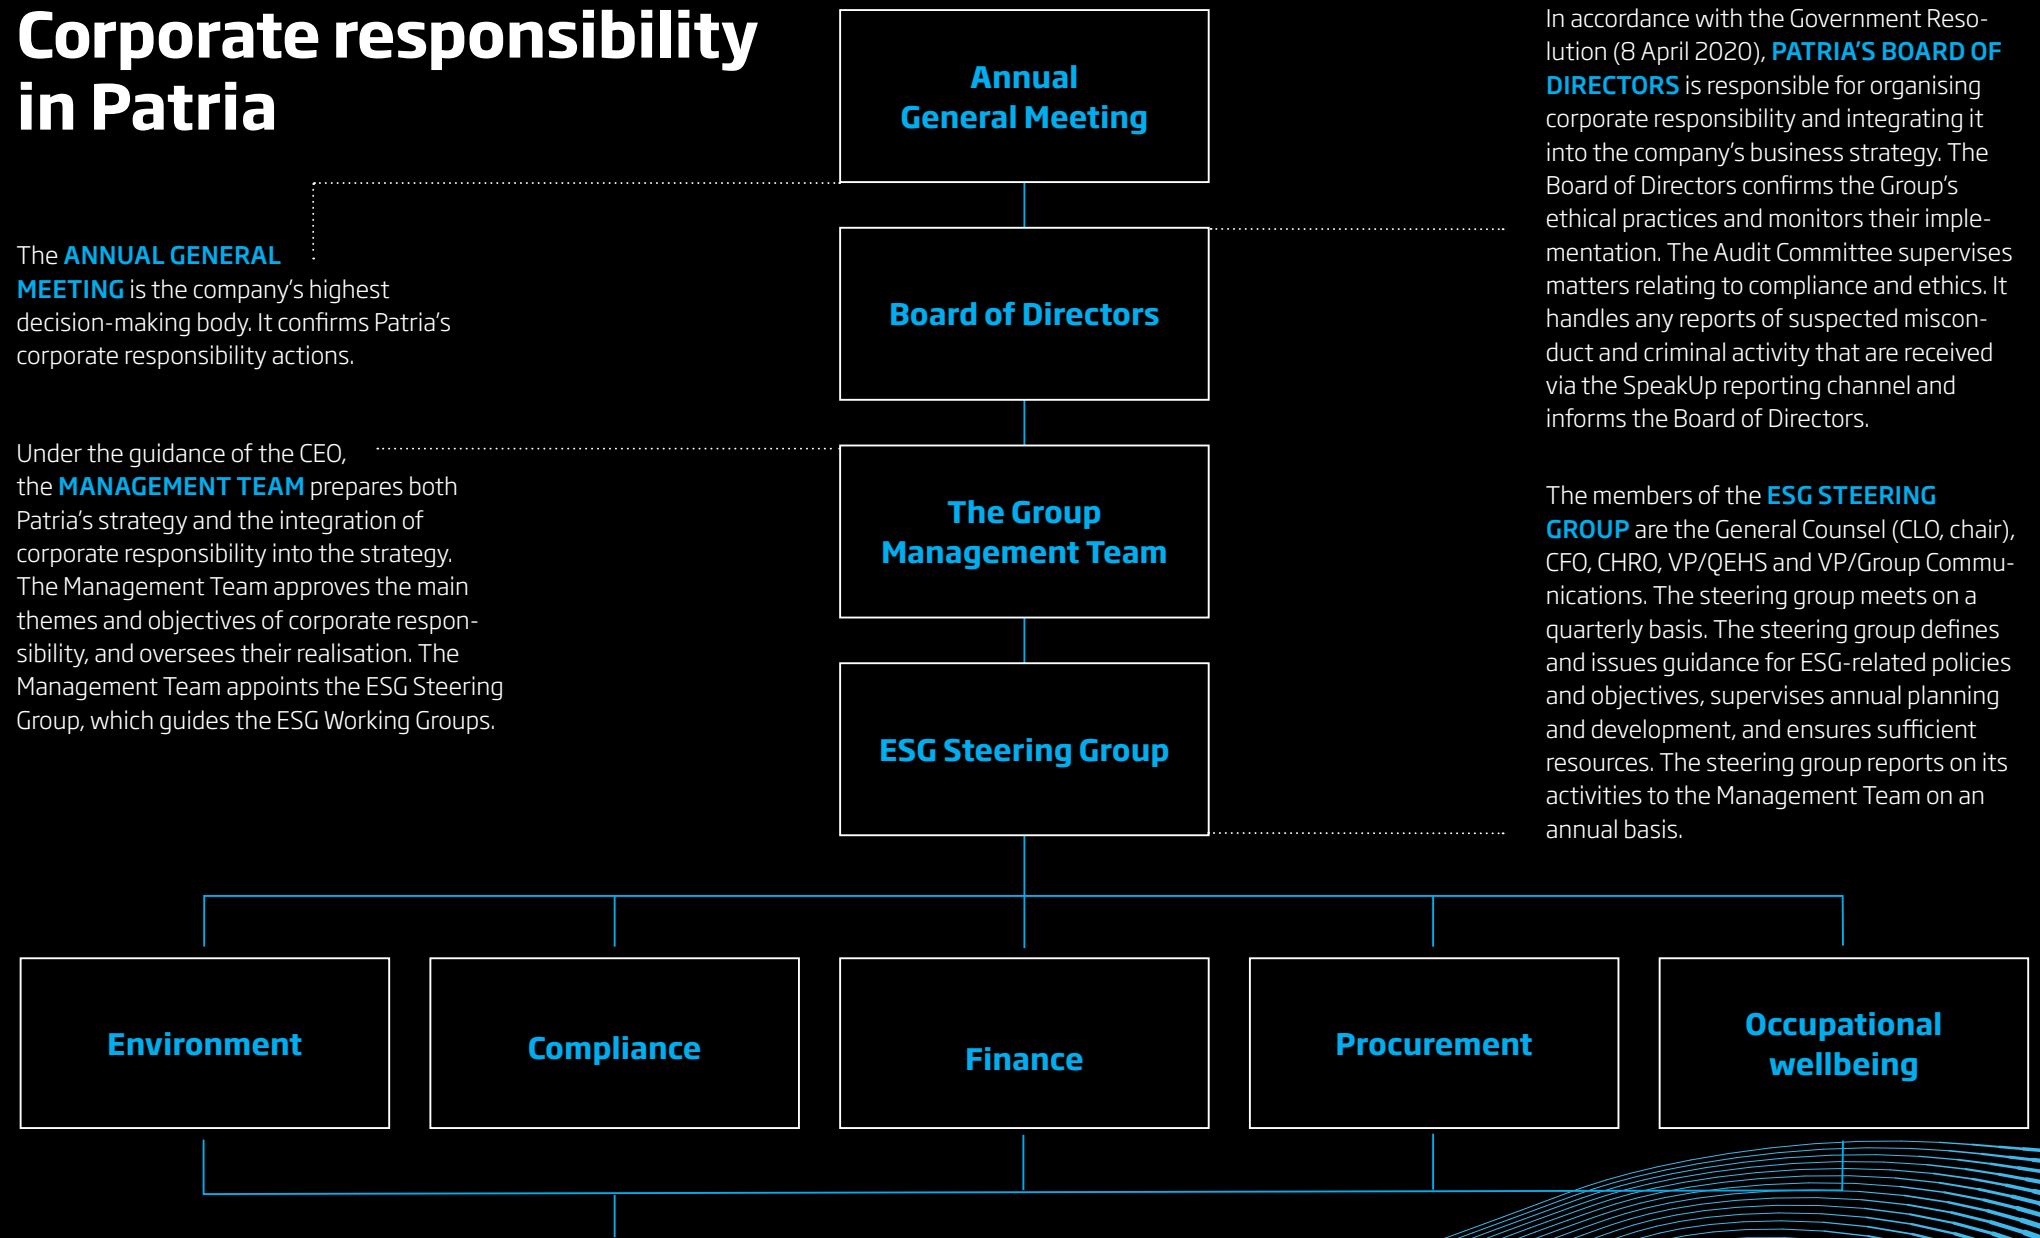 Corporate responsibility
in Patria
The ANNUAL GENERAL
MEETING is the company’s highest
decision-making body. It confirms Patria’s
corporate responsibility actions.
Under the guidance of the CEO,
the MANAGEMENT TEAM prepares both
Patria’s strategy and the integration of
corporate responsibility into the strategy.
The Management Team approves the main
themes and objectives of corporate respon-
sibility, and oversees their realisation. The
Management Team appoints the ESG Steering
Group, which guides the ESG Working Groups.
Annual
General Meeting
Board of Directors
The Group
Management Team
ESG Steering Group
In accordance with the Government Reso-
lution (8 April 2020), PATRIA’S BOARD OF
DIRECTORS is responsible for organising
corporate responsibility and integrating it
into the company’s business strategy. The
Board of Directors confirms the Group’s
ethical practices and monitors their imple-
mentation. The Audit Committee supervises
matters relating to compliance and ethics. It
handles any reports of suspected miscon-
duct and criminal activity that are received
via the SpeakUp reporting channel and
informs the Board of Directors.
The members of the ESG STEERING
GROUP are the General Counsel (CLO, chair),
CFO, CHRO, VP/QEHS and VP/Group Commu-
nications. The steering group meets on a
quarterly basis. The steering group defines
and issues guidance for ESG-related policies
and objectives, supervises annual planning
and development, and ensures sufficient
resources. The steering group reports on its
activities to the Management Team on an
annual basis.
Environment
Compliance
Finance
Procurement
Occupational
wellbeing